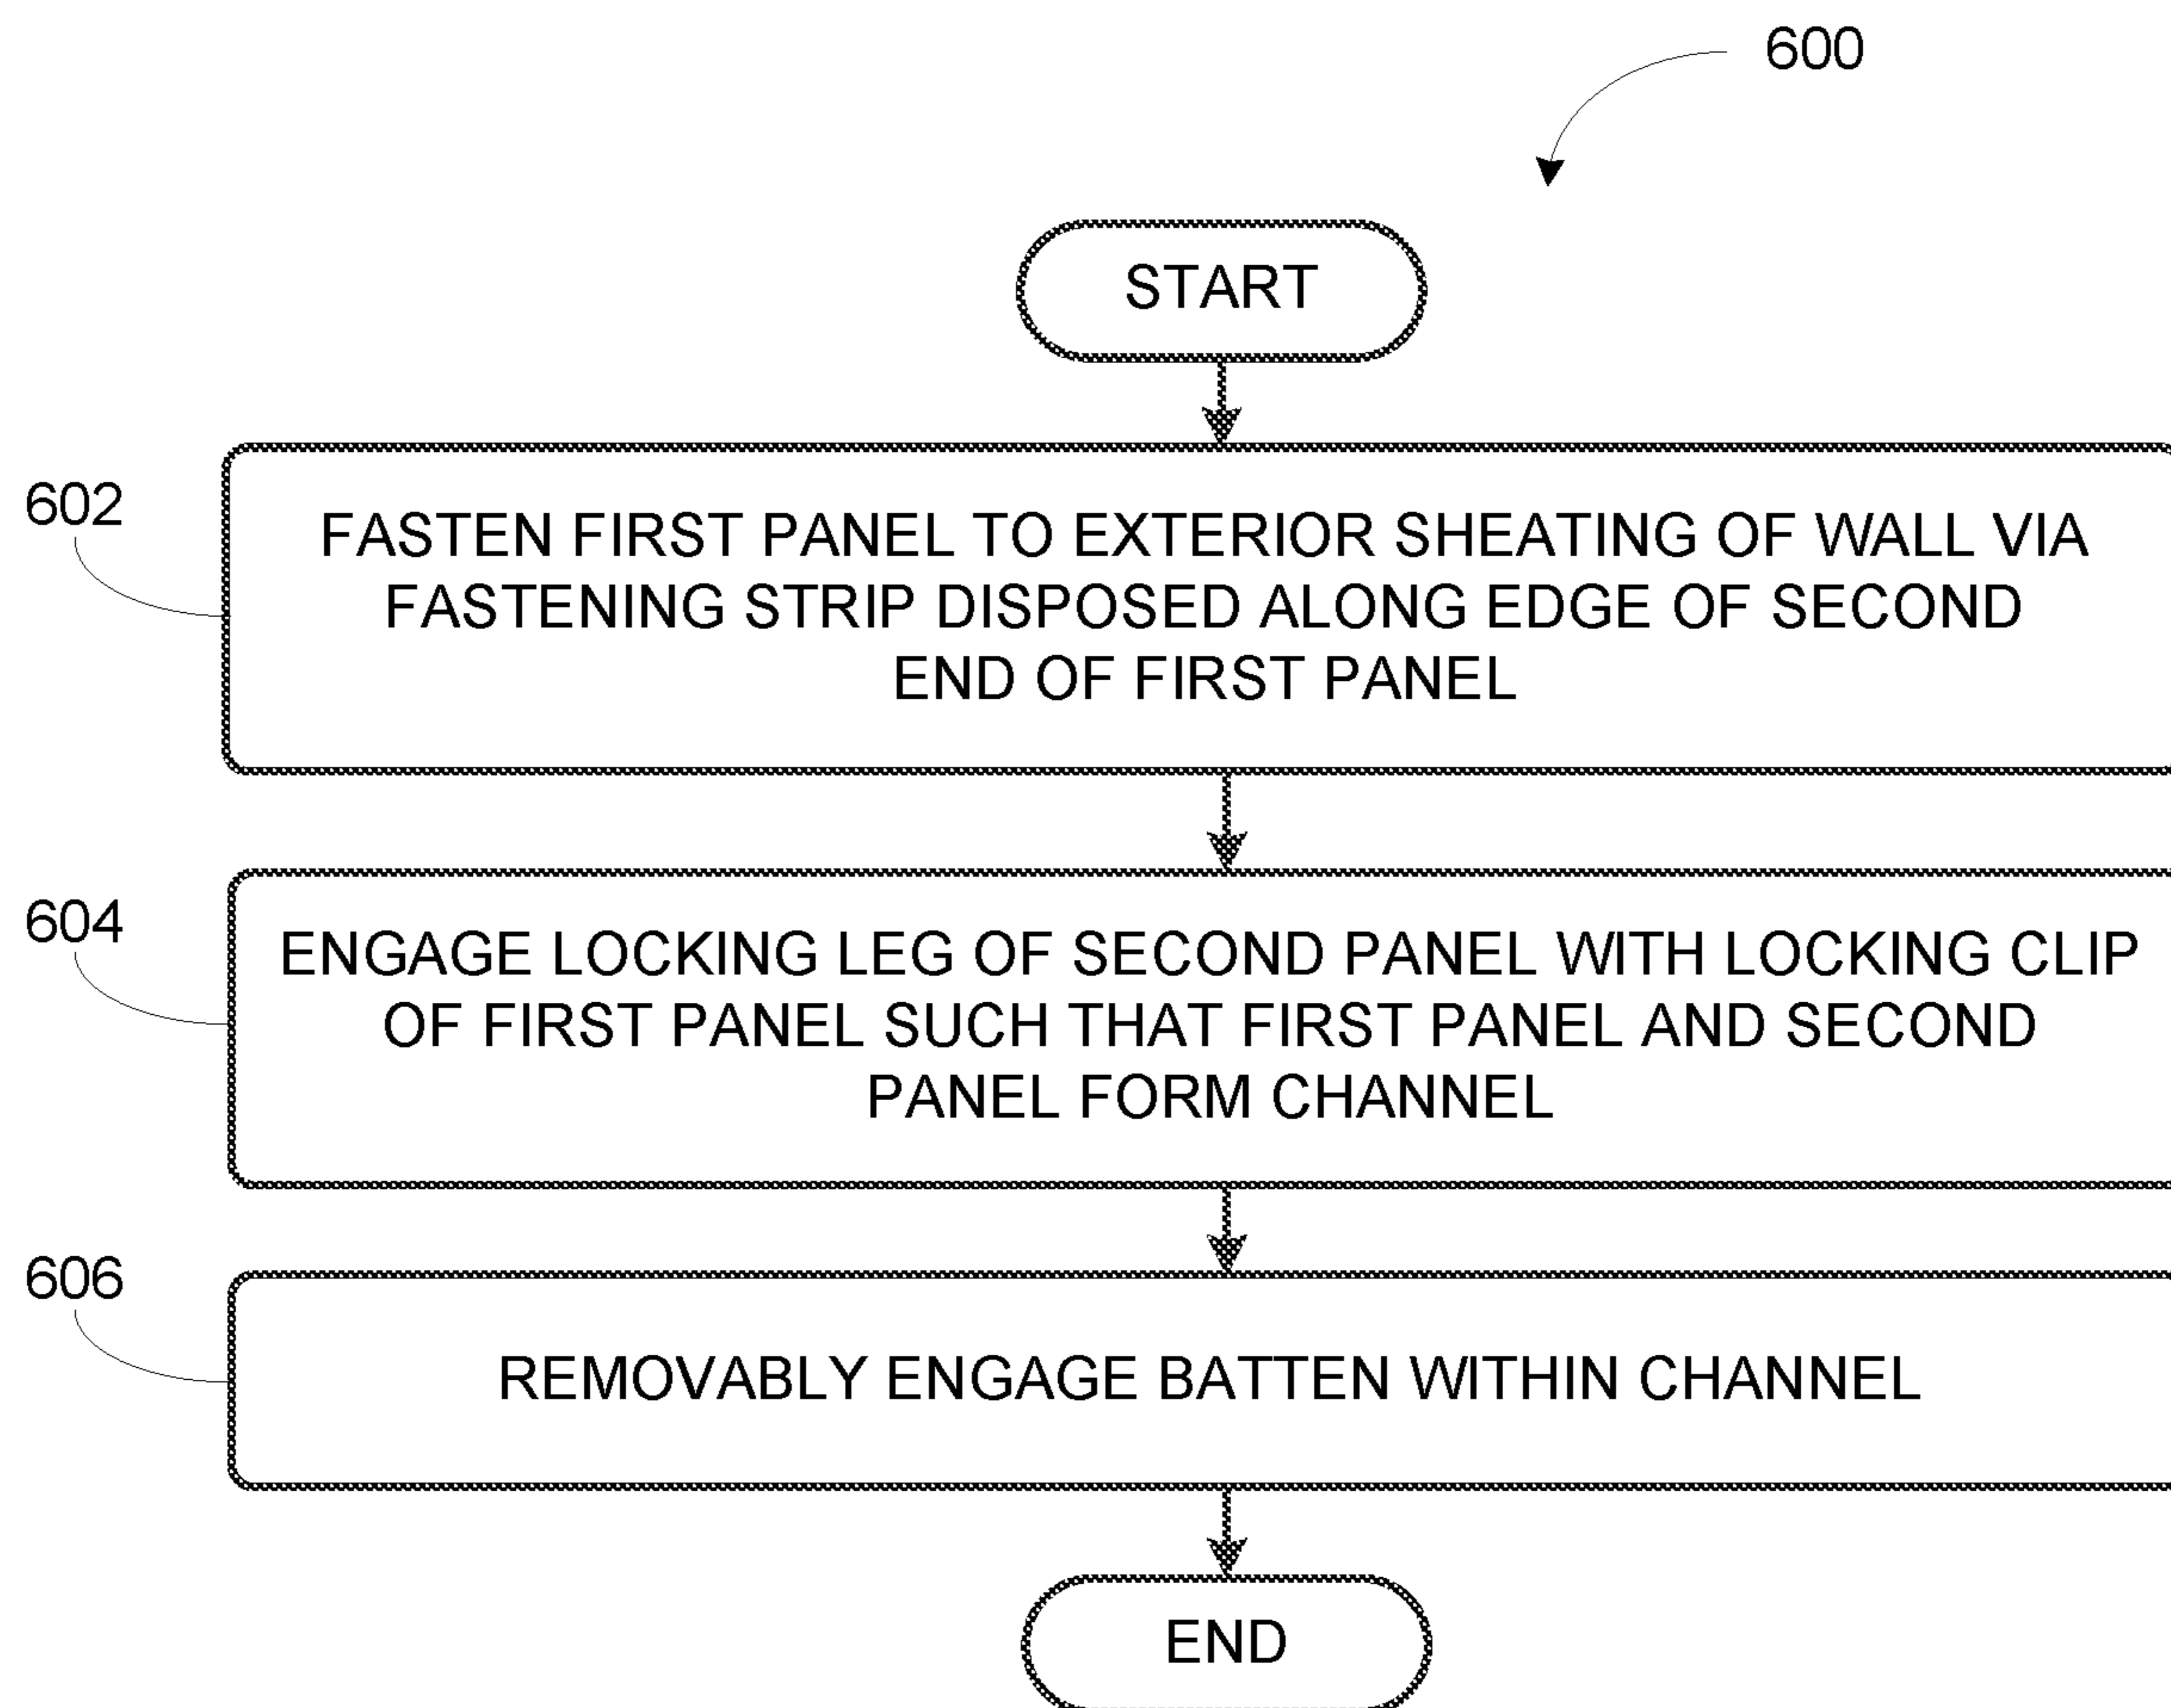 600
START
602
FASTEN FIRST PANEL TO EXTERIOR SHEATING OF WALL VIA
FASTENING STRIP DISPOSED ALONG EDGE OF SECOND
END OF FIRST PANEL
604
ENGAGE LOCKING LEG OF SECOND PANEL WITH LOCKING CLIP
OF FIRST PANEL SUCH THAT FIRST PANEL AND SECOND
PANEL FORM CHANNEL
606
REMOVABLY ENGAGE BATTEN WITHIN CHANNEL
END